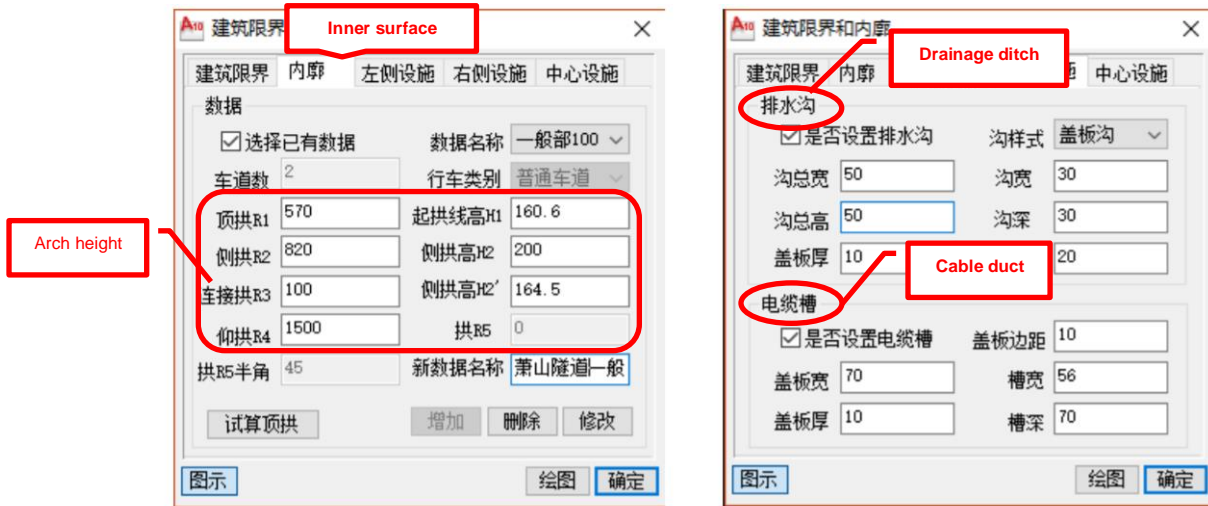 A10 建筑限界
Inner surface
建筑限界 内廓 左侧设施 右侧设施 中心设施
数据
选择已有数据 数据名称 一般部100
车道数 2 行车类别 普通车道
顶拱R1 570 起拱线高H1 160.6
Arch height
侧拱R2 820 侧拱高H2 200
连接拱R3 100 侧拱高H2' 164.5
仰拱R4 1500 拱R5 0
拱R5半角 45 新数据名称 萧山隧道一般
试算顶拱 增加 删除 修改
图示 绘图 确定
A10 建筑限界和内廓
Drainage ditch
建筑限界 内廓 中心设施
排水沟
是否设置排水沟 沟样式 盖板沟
沟总宽 50 沟宽 30
沟总高 50 沟深 30
盖板厚 10 20
Cable duct
电缆槽
是否设置电缆槽 盖板边距 10
盖板宽 70 槽宽 56
盖板厚 10 槽深 70
图示 绘图 确定